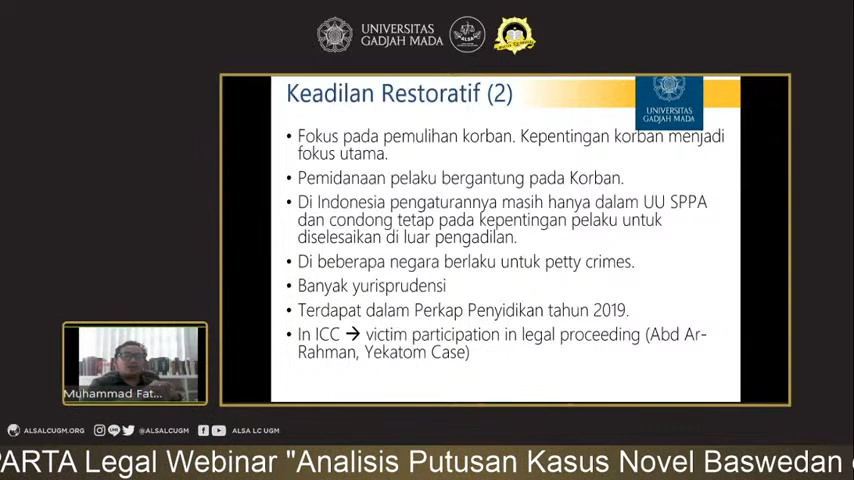 UNIVERSITAS
GADJAH MADA
ALSA
Keadilan Restoratif (2)
UNIVERSITAS
GADJAH MADA
• Fokus pada pemulihan korban. Kepentingan korban menjadi
fokus utama.
• Pemidanaan pelaku bergantung pada Korban.
• Di Indonesia pengaturannya masih hanya dalam UU SPPA
dan condong tetap pada kepentingan pelaku untuk
diselesaikan di luar pengadilan.
• Di beberapa negara berlaku untuk petty crimes.
• Banyak yurisprudensi
• Terdapat dalam Perkap Penyidikan tahun 2019.
• In ICC → victim participation in legal proceeding (Abd Ar-
Rahman, Yekatom Case)
Muhammad Fat...
ALSALCUGM.ORG @ALSALCUGM ALSA LC UGM
PARTA Legal Webinar "Analisis Putusan Kasus Novel Baswedan